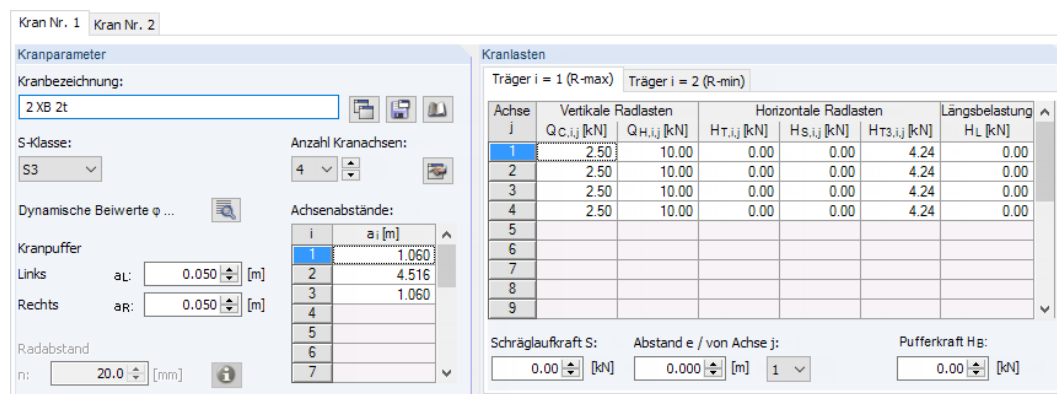 Kran Nr. 1 Kran Nr. 2
Kranparameter
Kranbezeichnung:
2 XB 2t
S-Klasse:
S3
Anzahl Kranachsen:
4
Dynamische Beiwerte φ ...
Achsenabstände:
i ai [m]
1 1.060
2 4.516
3 1.060
4
5
6
7
Kranpuffer
Links aL: 0.050 [m]
Rechts aR: 0.050 [m]
Radabstand
n: 20.0 [mm]
Kranlasten
Träger i = 1 (R-max) Träger i = 2 (R-min)
Achse Vertikale Radlasten Horizontale Radlasten Längsbelastung
j QC,i,j [kN] QH,i,j [kN] HT,i,j [kN] HS,i,j [kN] HT3,i,j [kN] HL [kN]
1 2.50 10.00 0.00 0.00 4.24 0.00
2 2.50 10.00 0.00 0.00 4.24 0.00
3 2.50 10.00 0.00 0.00 4.24 0.00
4 2.50 10.00 0.00 0.00 4.24 0.00
5
6
7
8
9
Schräglaufkraft S: Abstand e / von Achse j: Pufferkraft HB:
0.00 [kN] 0.000 [m] 1 0.00 [kN]